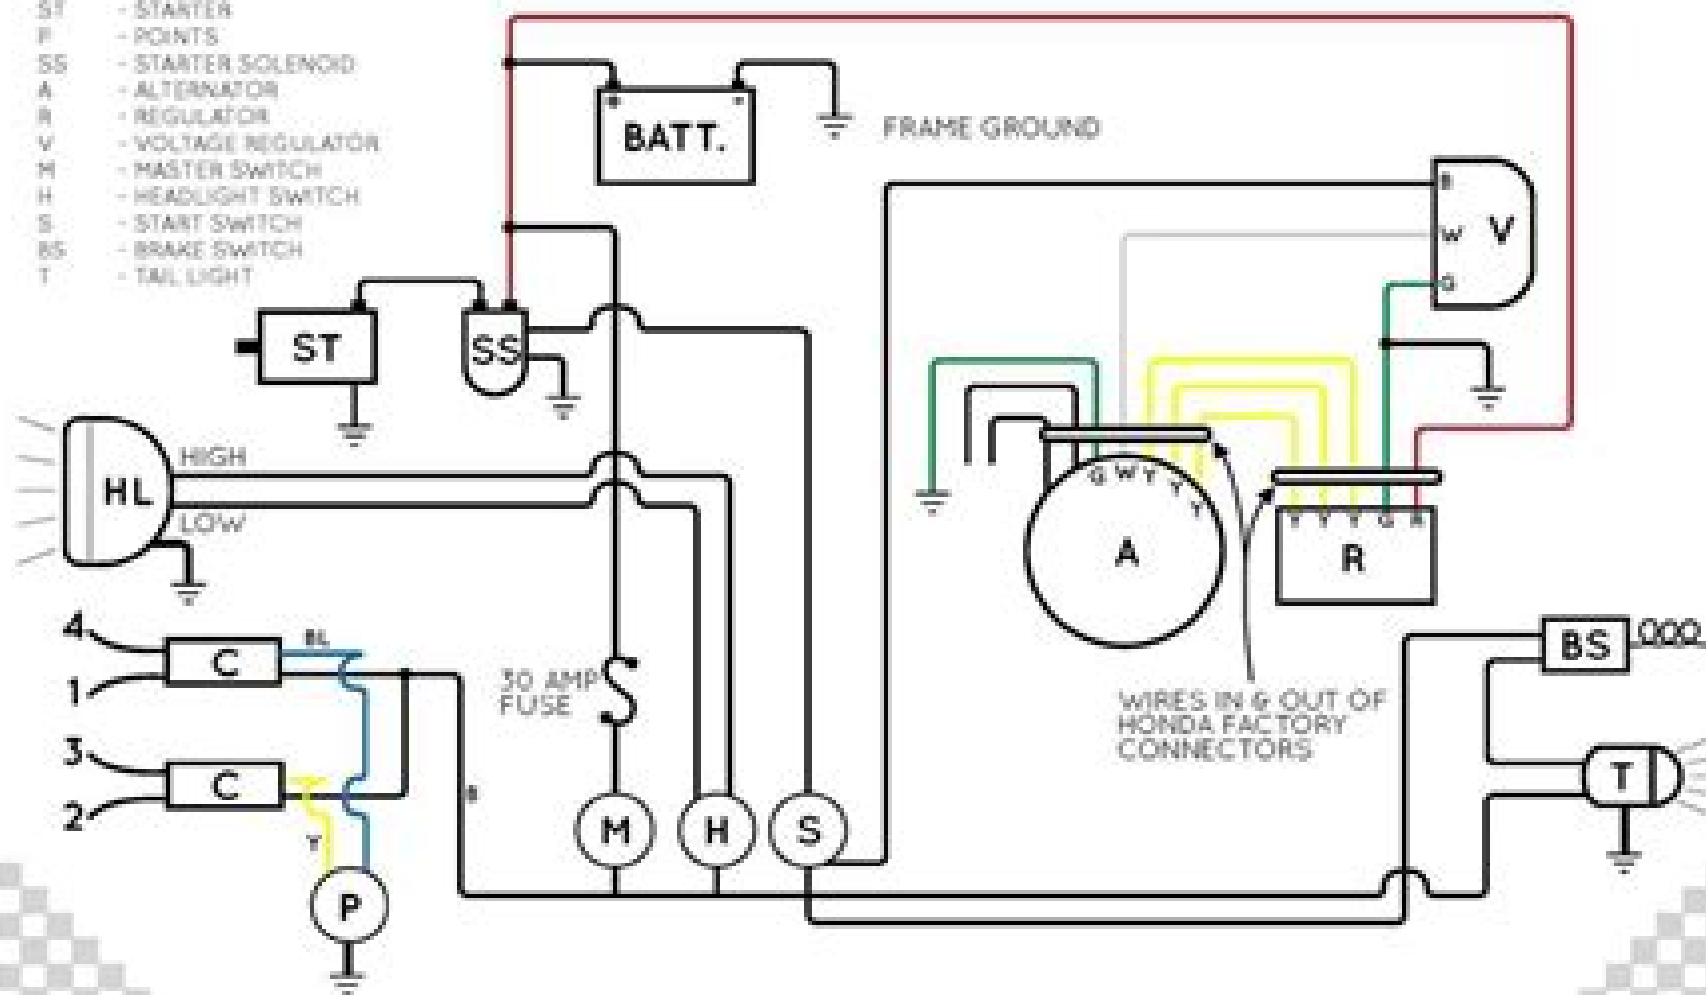 ST - STARTER
P - POINTS
SS - STARTER SOLENOID
A - ALTERNATOR
R - REGULATOR
V - VOLTAGE REGULATOR
M - MASTER SWITCH
H - HEADLIGHT SWITCH
S - START SWITCH
BS - BRAKE SWITCH
T - TAIL LIGHT
+ -
BATT.
FRAME GROUND
B
W V
G
ST
SS
HIGH
HL
LOW
G W Y Y Y
A
Y Y Y G R
R
4
1
C
BL
3
2
C
Y
B
P
30 AMP
FUSE
M
H
S
WIRES IN & OUT OF
HONDA FACTORY
CONNECTORS
BS
T